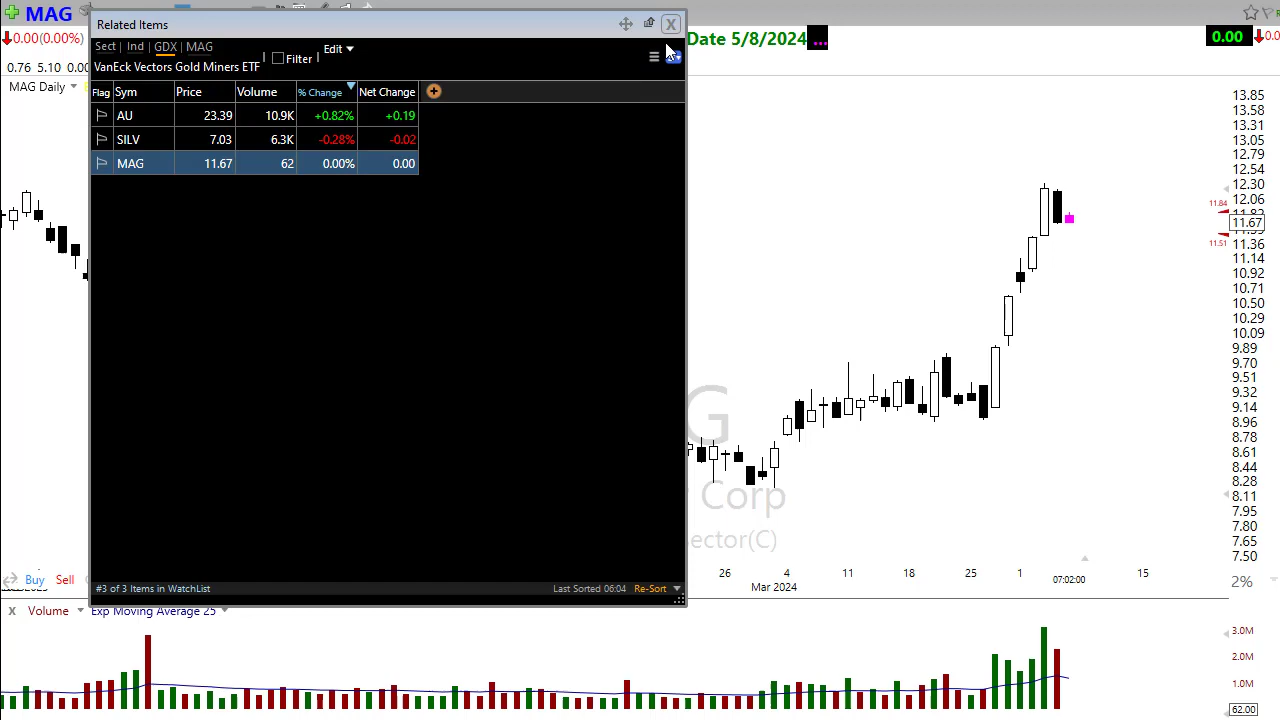 MAG
Related Items
X
0.00(0.00%)
Sect | Ind | GDX | MAG
Filter
Edit
VanEck Vectors Gold Miners ETF
Date 5/8/2024
...
0.00
0.76 5.10 0.00
MAG Daily
Flag Sym Price Volume % Change Net Change
AU 23.39 10.9K +0.82% +0.19
SILV 7.03 6.3K -0.28% -0.02
MAG 11.67 62 0.00% 0.00
13.85
13.58
13.31
13.05
12.79
12.54
12.30
12.06
11.84
11.67
11.51
11.36
11.14
10.92
10.71
10.50
10.29
10.09
9.89
9.70
9.51
9.32
9.14
8.96
8.78
8.61
8.44
8.28
8.11
7.95
7.80
7.65
7.50
G
Corp
ector(C)
26 4 11 18 25 1 07:02:00 15
Mar 2024
2%
Buy Sell
#3 of 3 Items in WatchList
Last Sorted 06:04 Re-Sort
X Volume Exp Moving Average 25
3.0M
2.0M
1.0M
62.00